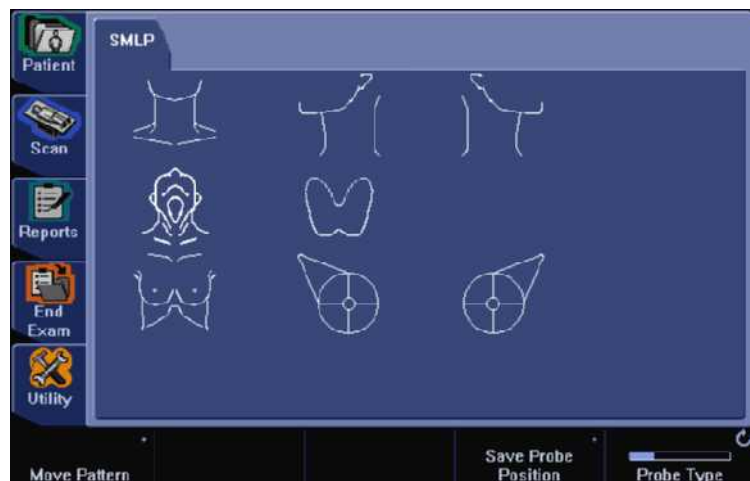 SMLP
Patient
Scan
Reports
End
Exam
Utility
Move Pattern
Save Probe
Position
Probe Type